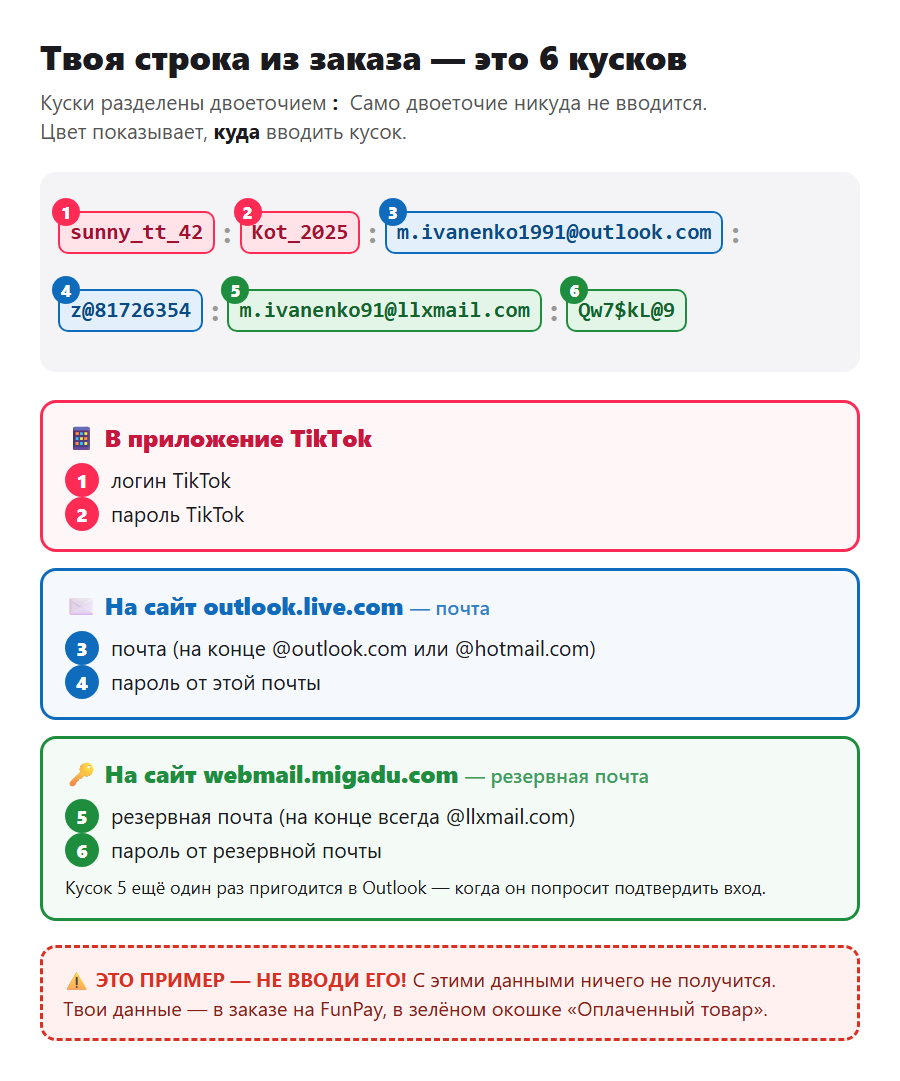 Твоя строка из заказа — это 6 кусков
Куски разделены двоеточием : Само двоеточие никуда не вводится.
Цвет показывает, куда вводить кусок.
1 sunny_tt_42 : 2 Kot_2025 : 3 m.ivanenko1991@outlook.com :
4 z@81726354 : 5 m.ivanenko91@llxmail.com : 6 Qw7$kL@9
В приложение TikTok
1 логин TikTok
2 пароль TikTok
На сайт outlook.live.com — почта
3 почта (на конце @outlook.com или @hotmail.com)
4 пароль от этой почты
На сайт webmail.migadu.com — резервная почта
5 резервная почта (на конце всегда @llxmail.com)
6 пароль от резервной почты
Кусок 5 ещё один раз пригодится в Outlook — когда он попросит подтвердить вход.
ЭТО ПРИМЕР — НЕ ВВОДИ ЕГО! С этими данными ничего не получится.
Твои данные — в заказе на FunPay, в зелёном окошке «Оплаченный товар».